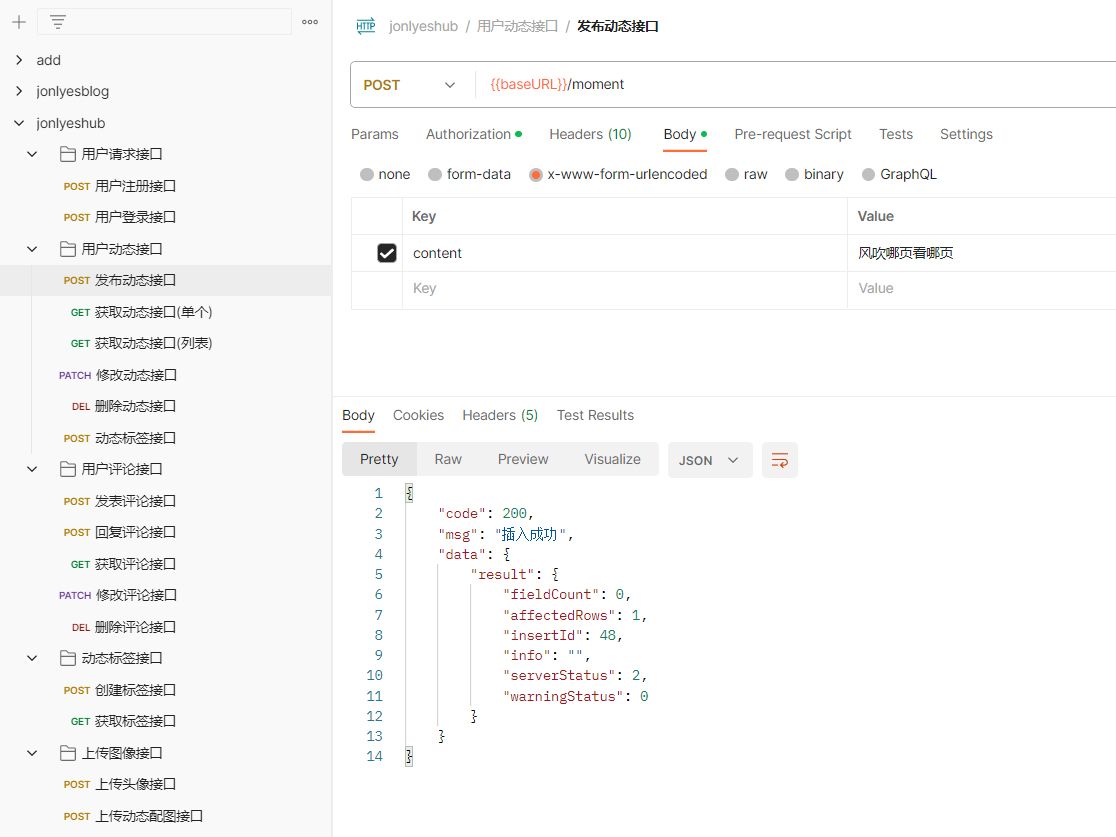 add
jonlyesblog
jonlyeshub
用户请求接口
POST 用户注册接口
POST 用户登录接口
用户动态接口
POST 发布动态接口
GET 获取动态接口(单个)
GET 获取动态接口(列表)
PATCH 修改动态接口
DEL 删除动态接口
POST 动态标签接口
用户评论接口
POST 发表评论接口
POST 回复评论接口
GET 获取评论接口
PATCH 修改评论接口
DEL 删除评论接口
动态标签接口
POST 创建标签接口
GET 获取标签接口
上传图像接口
POST 上传头像接口
POST 上传动态配图接口
HTTP jonlyeshub / 用户动态接口 / 发布动态接口
POST {{baseURL}}/moment
Params Authorization Headers (10) Body Pre-request Script Tests Settings
none form-data x-www-form-urlencoded raw binary GraphQL
Key Value
content 风吹哪页看哪页
Key Value
Body Cookies Headers (5) Test Results
Pretty Raw Preview Visualize JSON
1 {
2 "code": 200,
3 "msg": "插入成功",
4 "data": {
5 "result": {
6 "fieldCount": 0,
7 "affectedRows": 1,
8 "insertId": 48,
9 "info": "",
10 "serverStatus": 2,
11 "warningStatus": 0
12 }
13 }
14 }